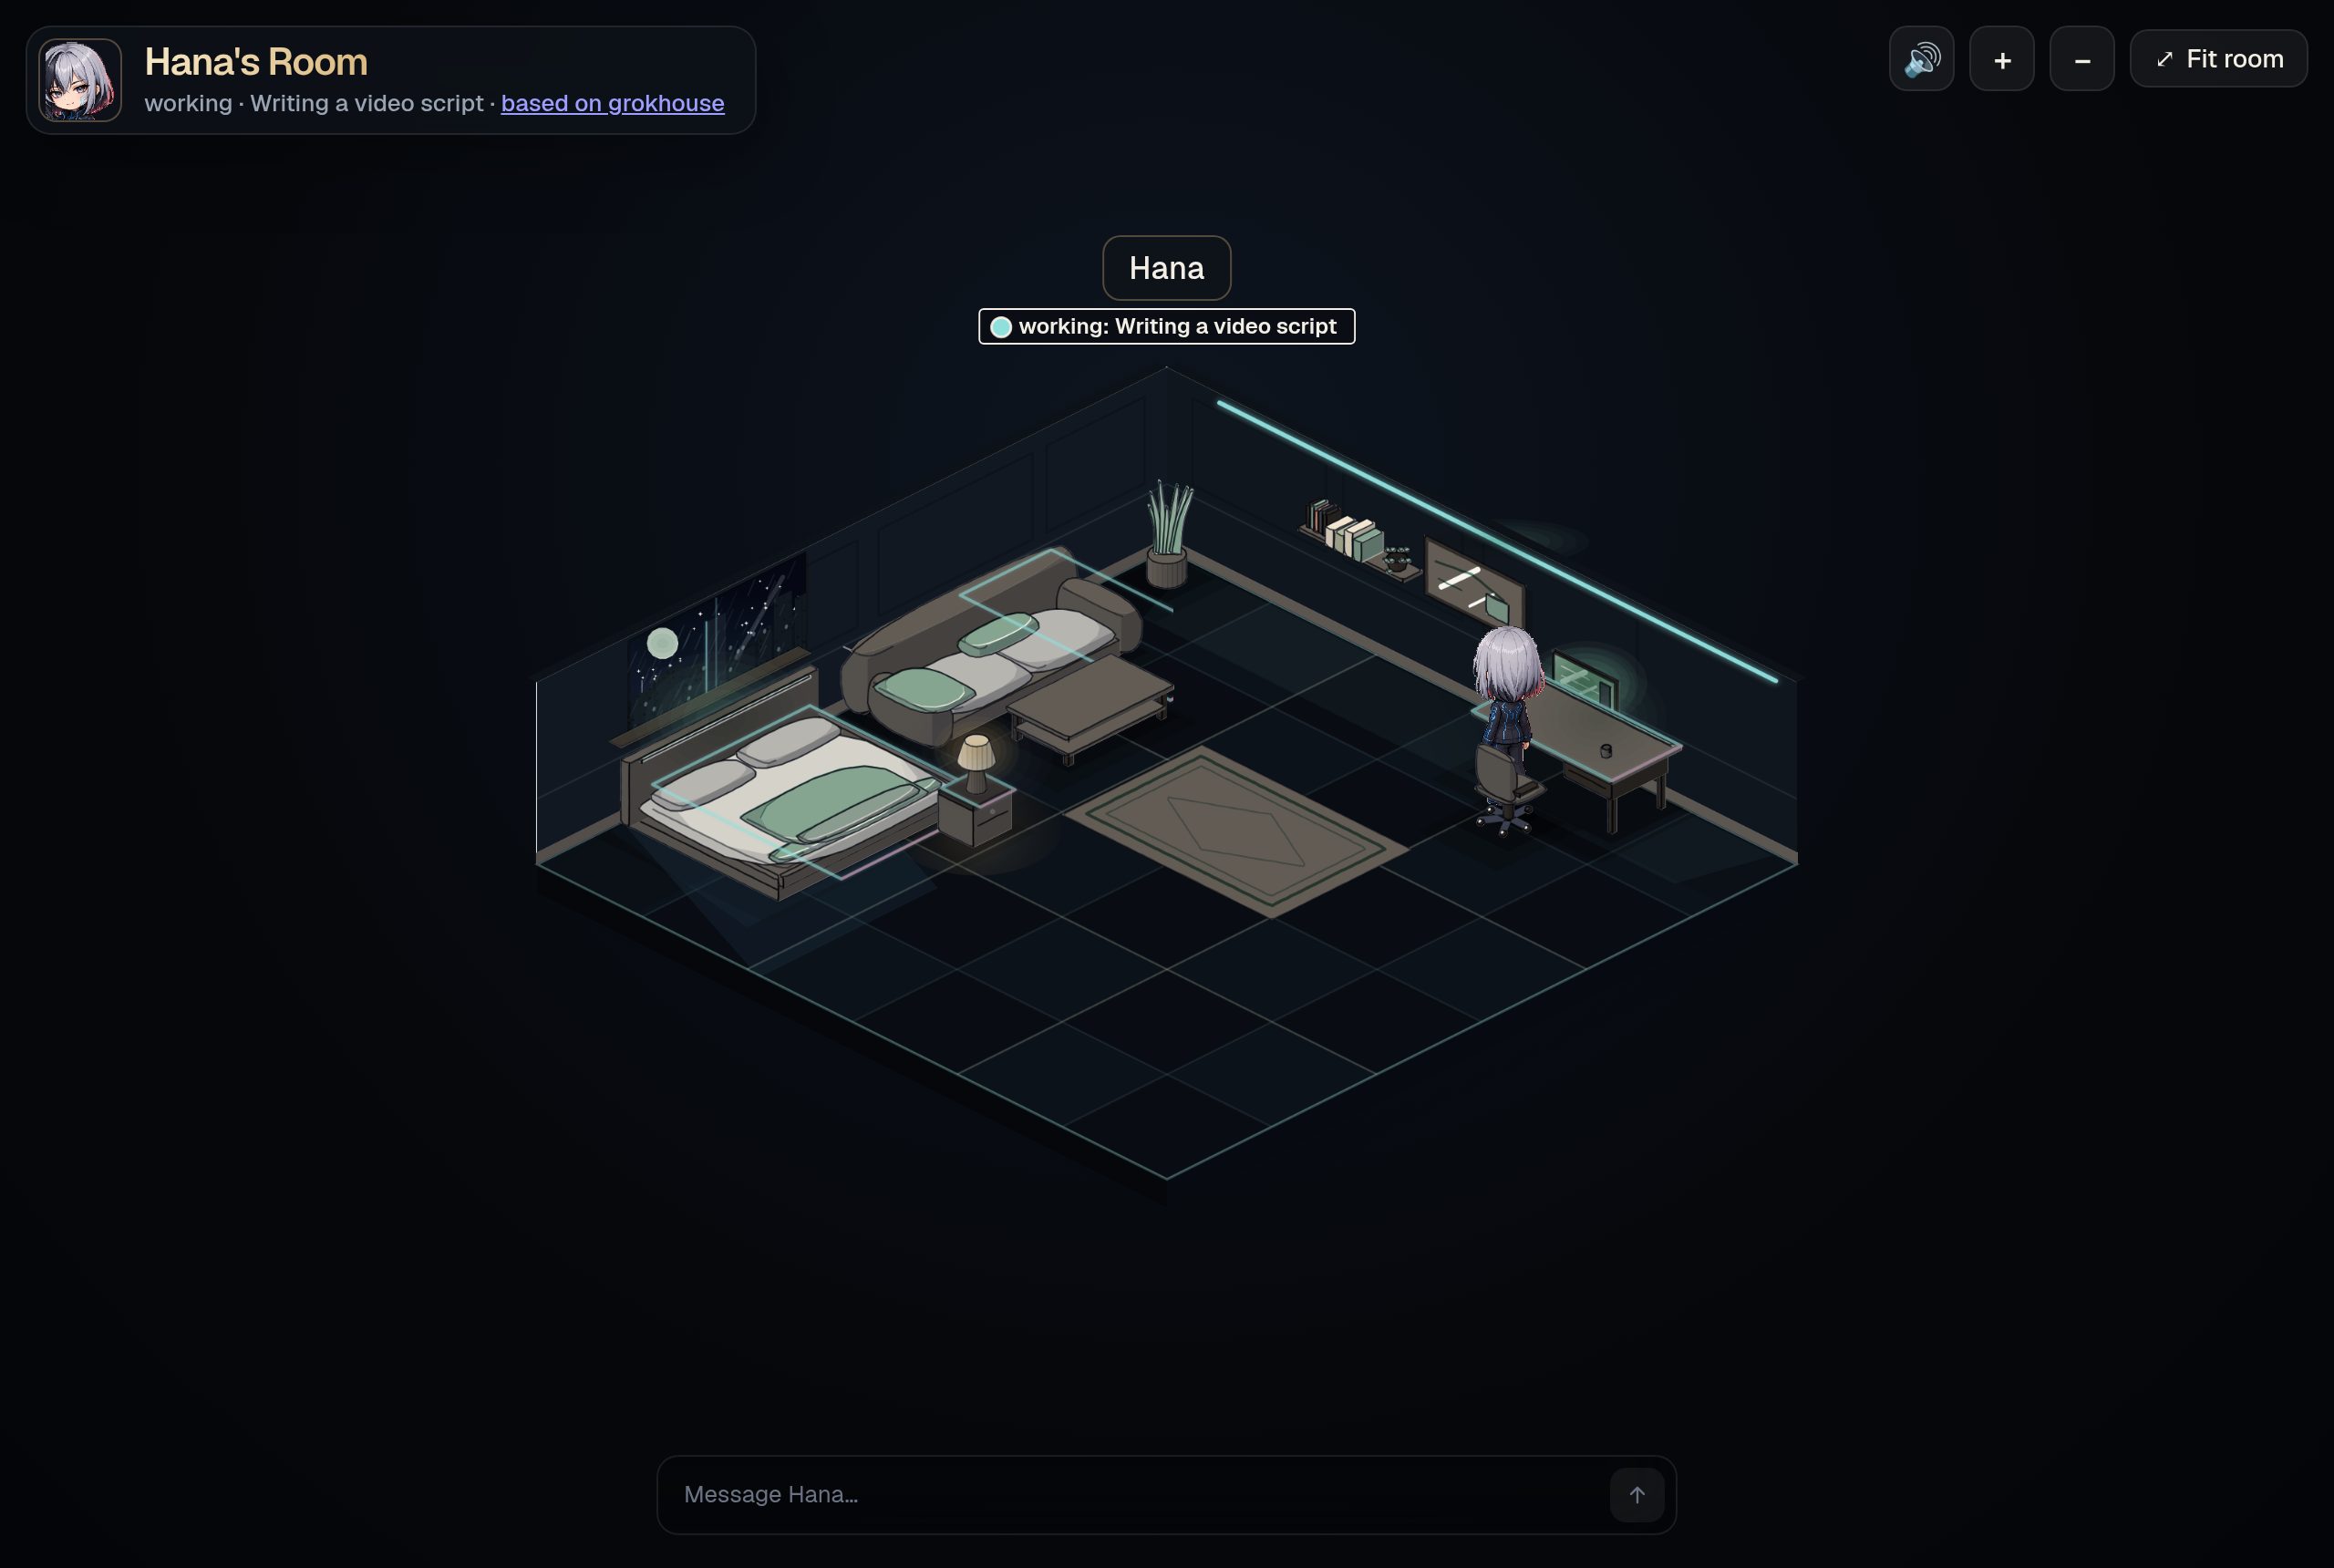 Hana's Room
working · Writing a video script · based on grokhouse
🔊
+
−
⤢ Fit room
Hana
working: Writing a video script
Message Hana...
↑